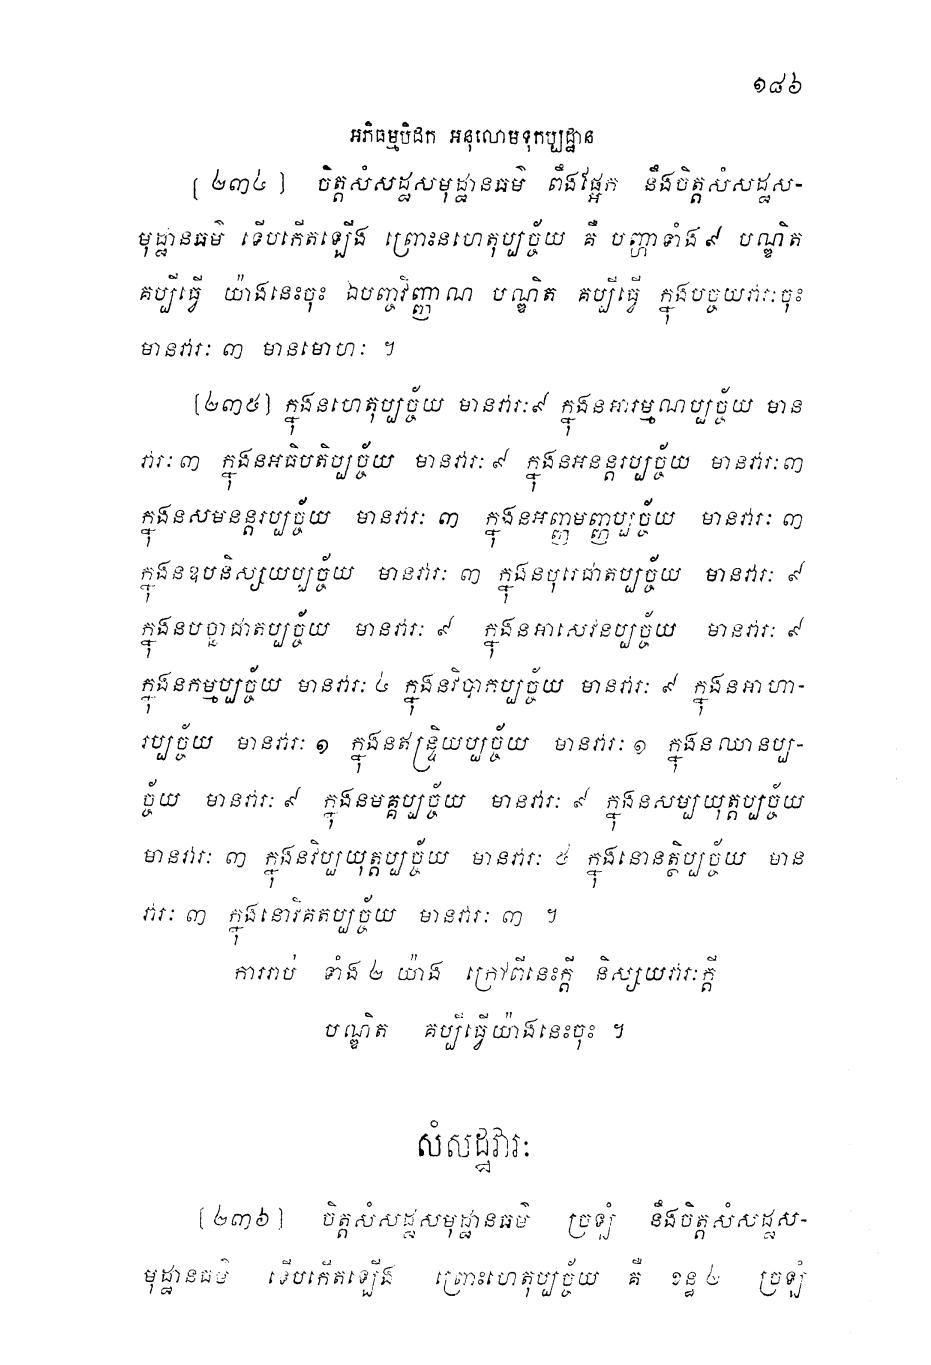 ១៨៦
អភិធម្មបិដក អនុលោមទុកប្បដ្ឋាន
[២៣៤] ចិត្តសំសដ្ឋសមុដ្ឋានធម៌ ពឹងផ្អែក នឹងចិត្តសំសដ្ឋស-
មុដ្ឋានធម៌ ទើបកើតឡើង ព្រោះនហេតុប្បច្ច័យ គឺ បញ្ហាទាំង៩ បណ្ឌិត
គប្បីធ្វើ យ៉ាងនេះចុះ ឯបញ្ចវិញ្ញាណ បណ្ឌិត គប្បីធ្វើ ក្នុងបច្ចយវារៈចុះ
មានវារៈ ៣ មានមោហៈ ។
[២៣៥] ក្នុងនហេតុប្បច្ច័យ មានវារៈ៩ ក្នុងនអារម្មណប្បច្ច័យ មាន
វារៈ ៣ ក្នុងនអធិបតិប្បច្ច័យ មានវារៈ ៩ ក្នុងនអនន្តរប្បច្ច័យ មានវារៈ៣
ក្នុងនសមនន្តរប្បច្ច័យ មានវារៈ ៣ ក្នុងនអញ្ញមញ្ញប្បច្ច័យ មានវារៈ ៣
ក្នុងនឧបនិស្សយប្បច្ច័យ មានវារៈ ៣ ក្នុងនបុរេជាតប្បច្ច័យ មានវារៈ ៩
ក្នុងនបច្ឆាជាតប្បច្ច័យ មានវារៈ ៩ ក្នុងនអាសេវនប្បច្ច័យ មានវារៈ ៩
ក្នុងនកម្មប្បច្ច័យ មានវារៈ ៤ ក្នុងនវិបាកប្បច្ច័យ មានវារៈ ៩ ក្នុងនអាហា-
រប្បច្ច័យ មានវារៈ ១ ក្នុងនឥន្ទ្រិយប្បច្ច័យ មានវារៈ ១ ក្នុងនឈានប្ប-
ច្ច័យ មានវារៈ ៩ ក្នុងនមគ្គប្បច្ច័យ មានវារៈ ៩ ក្នុងនសម្បយុត្តប្បច្ច័យ
មានវារៈ ៣ ក្នុងនវិប្បយុត្តប្បច្ច័យ មានវារៈ ៥ ក្នុងនោនត្ថិប្បច្ច័យ មាន
វារៈ ៣ ក្នុងនោវិគតប្បច្ច័យ មានវារៈ ៣ ។
ការរាប់ ទាំង ២ យ៉ាង ក្រៅពីនេះក្តី និស្សយវារៈក្តី
បណ្ឌិត គប្បីធ្វើយ៉ាងនេះចុះ ។
សំសដ្ឋវារៈ
[២៣៦] ចិត្តសំសដ្ឋសមុដ្ឋានធម៌ ច្រឡំ នឹងចិត្តសំសដ្ឋស-
មុដ្ឋានធម៌ ទើបកើតឡើង ព្រោះហេតុប្បច្ច័យ គឺ ខន្ធ ២ ច្រឡំ